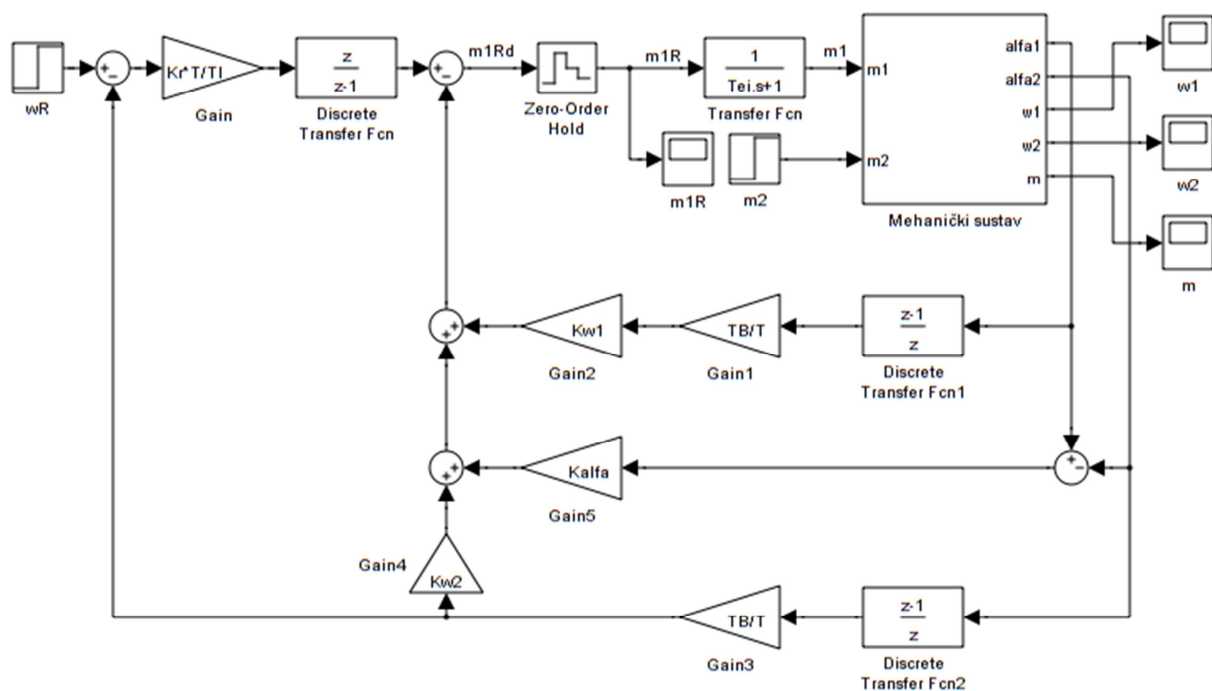 wR
+
-
Kr*T/TI
Gain
z
z-1
Discrete
Transfer Fcn
+
-
m1Rd
Zero-Order
Hold
m1R
m1R
1
Tei.s+1
Transfer Fcn
m1
m2
m1
m2
alfa1
alfa2
w1
w2
m
Mehanički sustav
w1
w2
m
+
+
Kw1
Gain2
TB/T
Gain1
z-1
z
Discrete
Transfer Fcn1
+
+
Kalfa
Gain5
+
-
Gain4
Kw2
TB/T
Gain3
z-1
z
Discrete
Transfer Fcn2